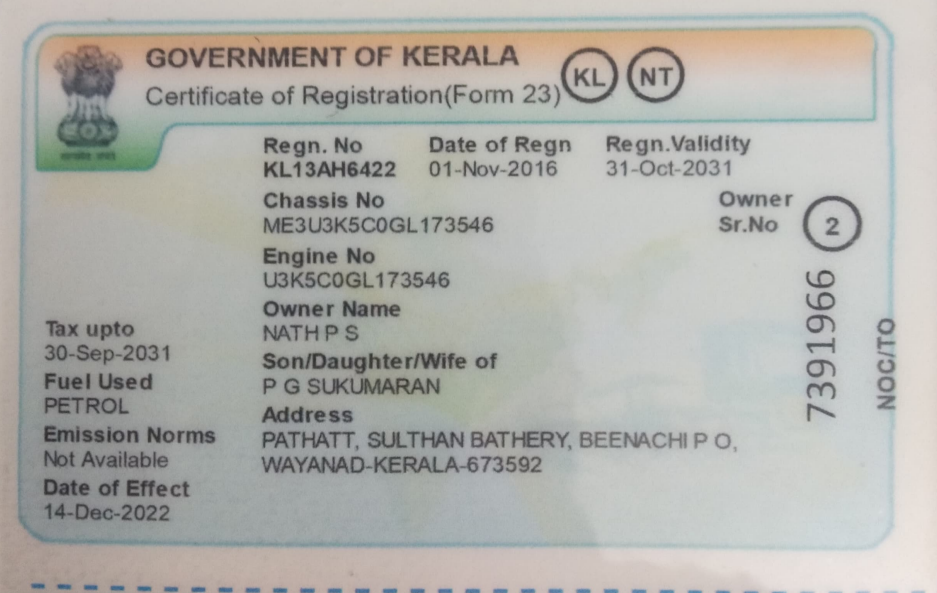 GOVERNMENT OF KERALA
Certificate of Registration(Form 23)
KL NT
Regn. No Date of Regn Regn.Validity
KL13AH6422 01-Nov-2016 31-Oct-2031
Chassis No
ME3U3K5C0GL173546
Owner
Sr.No 2
Engine No
U3K5C0GL173546
Owner Name
NATH P S
Son/Daughter/Wife of
P G SUKUMARAN
Address
PATHATT, SULTHAN BATHERY, BEENACHI P O,
WAYANAD-KERALA-673592
Tax upto
30-Sep-2031
Fuel Used
PETROL
Emission Norms
Not Available
Date of Effect
14-Dec-2022
7391966
NOC/TO